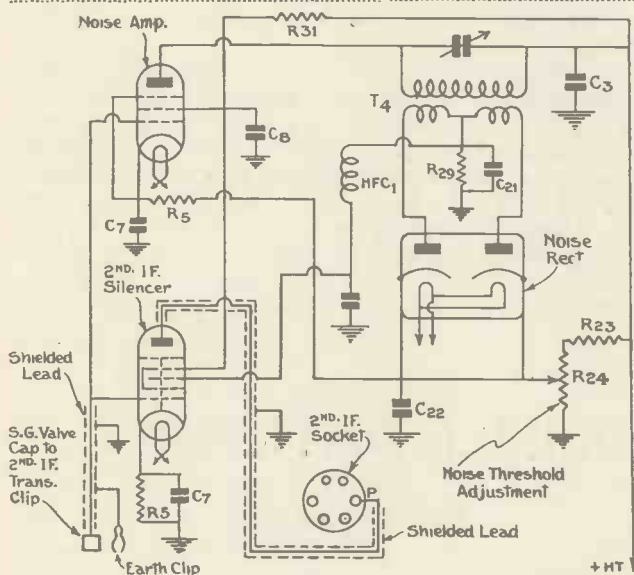 Noise Amp.
R31
C3
T4
C8
R29
C21
HFC1
C7
R5
2ND. I.F.
Silencer
Noise
Rect
R23
R24
Shielded
Lead
S.G. Valve
Cap to
2ND. I.F.
Trans.
Clip
C22
2ND. I.F.
Socket
P
Noise Threshold
Adjustment
R5
C7
Shielded Lead
Earth Clip
+HT